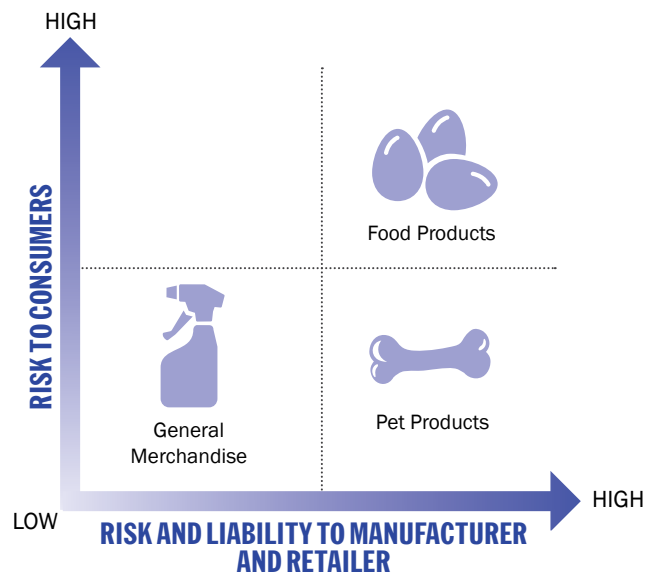 HIGH
RISK TO CONSUMERS
Food Products
General
Merchandise
Pet Products
LOW
HIGH
RISK AND LIABILITY TO MANUFACTURER
AND RETAILER